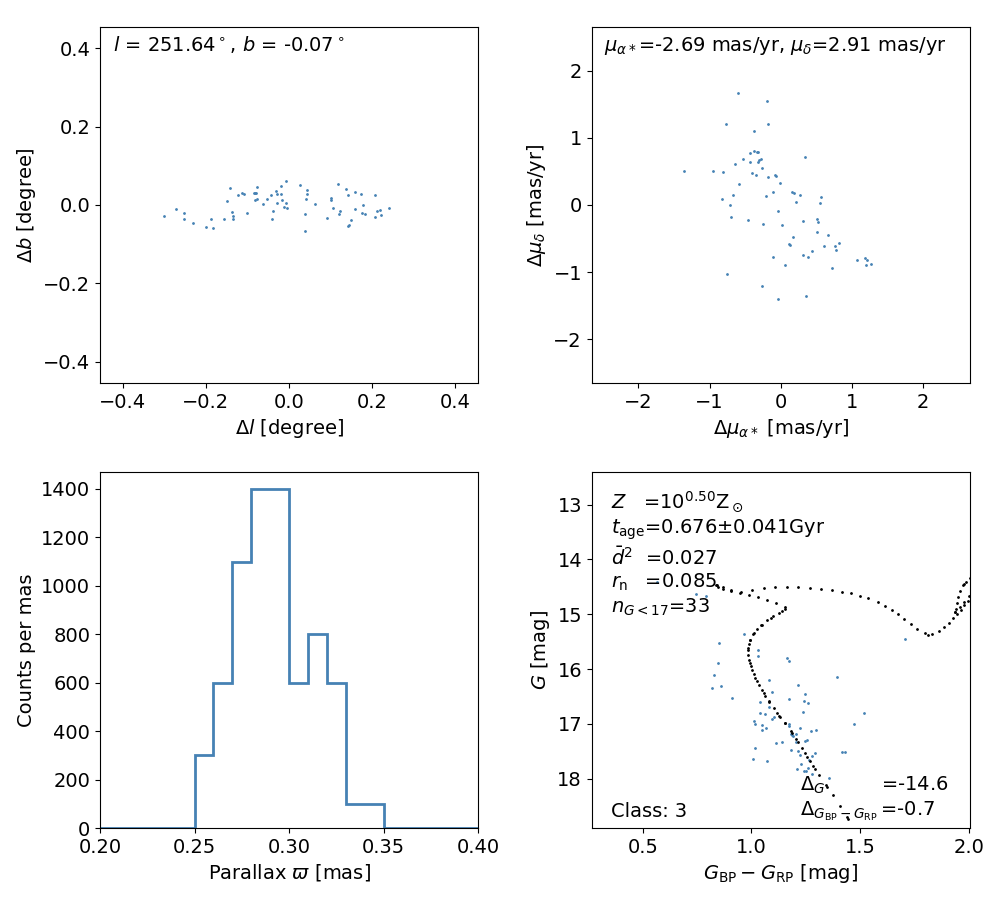 l = 251.64°, b = -0.07°
0.4
0.2
0.0
−0.2
−0.4
Δb [degree]
−0.4 −0.2 0.0 0.2 0.4
Δl [degree]
μα∗=-2.69 mas/yr, μδ=2.91 mas/yr
2
1
0
−1
−2
Δμδ [mas/yr]
−2 −1 0 1 2
Δμα∗ [mas/yr]
1400
1200
1000
800
600
400
200
0
Counts per mas
0.20 0.25 0.30 0.35 0.40
Parallax ϖ [mas]
Z =10^0.50 Z⊙
tage=0.676±0.041Gyr
d̄2 =0.027
rn =0.085
nG<17=33
13
14
15
16
17
18
G [mag]
ΔG =-14.6
Class: 3
ΔGBP−GRP=-0.7
0.5 1.0 1.5 2.0
GBP − GRP [mag]